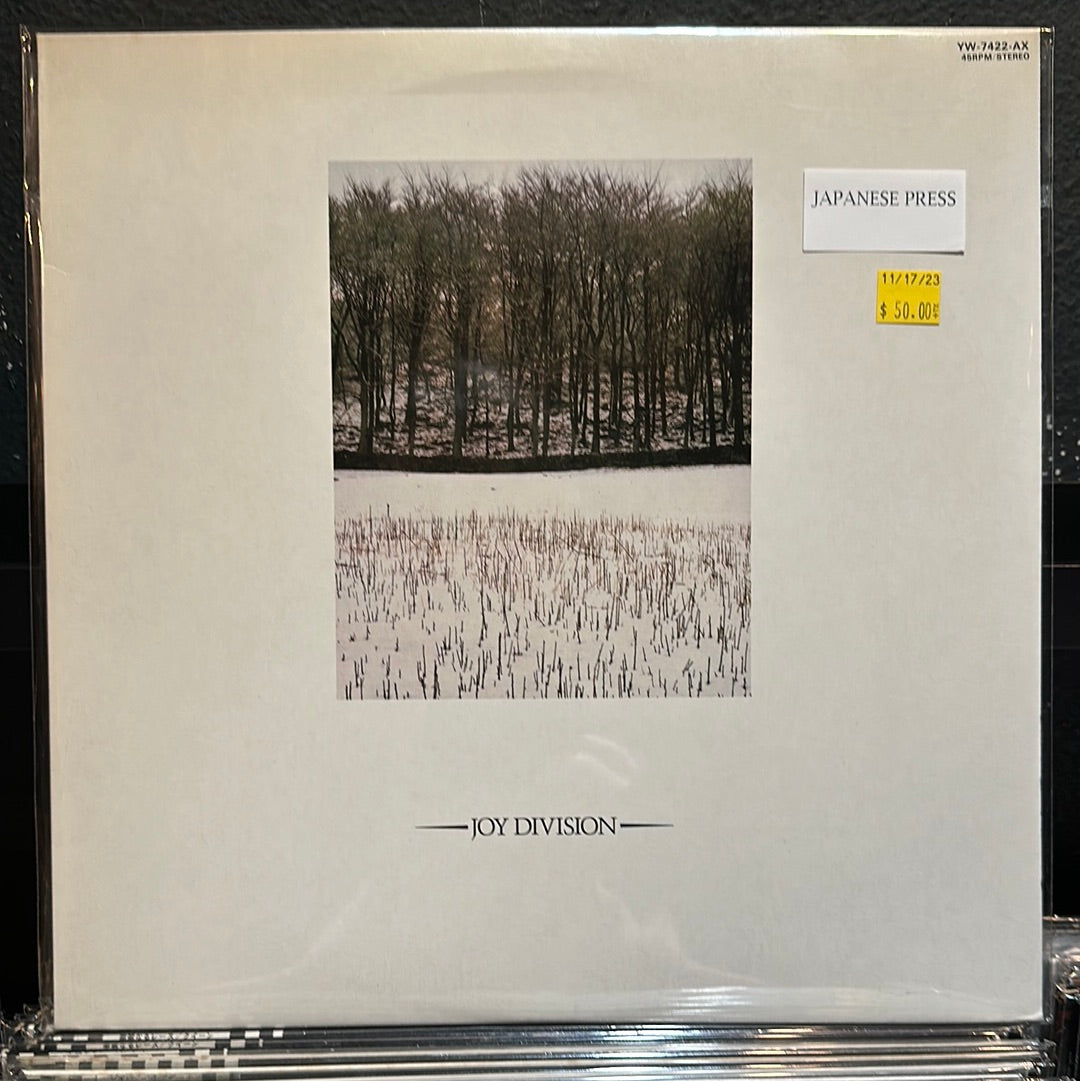 YW-7422-AX
45RPM/STEREO
JAPANESE PRESS
11/17/23
$ 50.00
JOY DIVISION